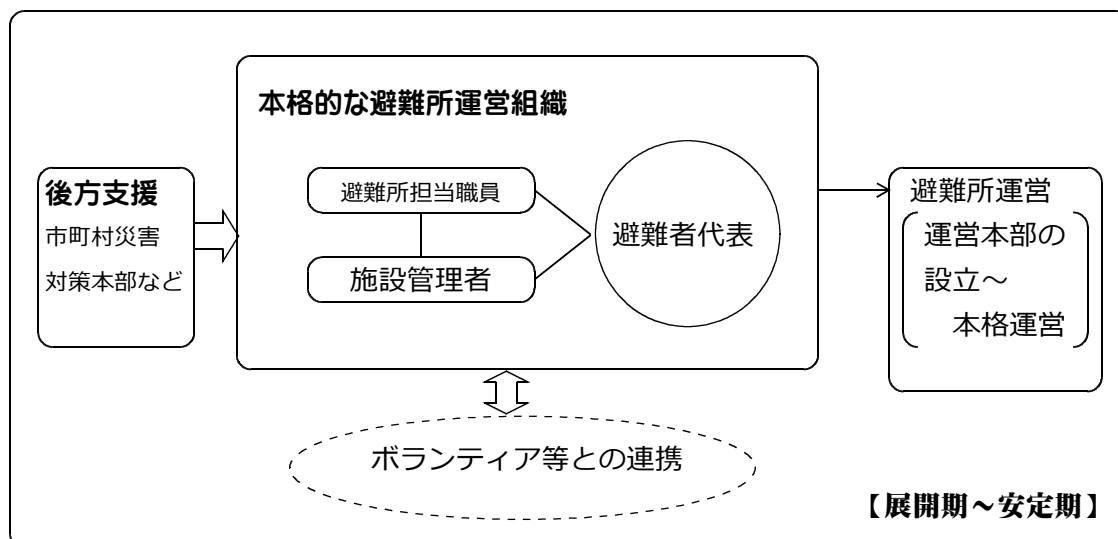 本格的な避難所運営組織
後方支援
市町村災害
対策本部など
避難所担当職員
施設管理者
避難者代表
避難所運営
運営本部の
設立～
本格運営
ボランティア等との連携
【展開期～安定期】